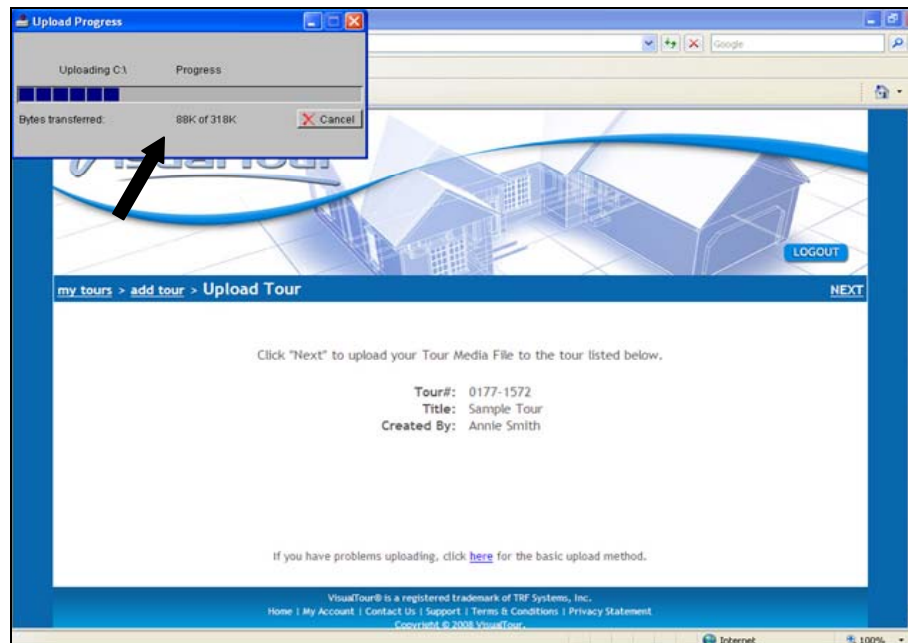 Upload Progress
Google
Uploading C:\ Progress
Bytes transferred: 88K of 318K Cancel
LOGOUT
my tours > add tour > Upload Tour NEXT
Click "Next" to upload your Tour Media File to the tour listed below.
Tour#: 0177-1572
Title: Sample Tour
Created By: Annie Smith
If you have problems uploading, click here for the basic upload method.
VisualTour® is a registered trademark of TRF Systems, Inc.
Home | My Account | Contact Us | Support | Terms & Conditions | Privacy Statement
Copyright © 2008 VisualTour.
Internet 100%